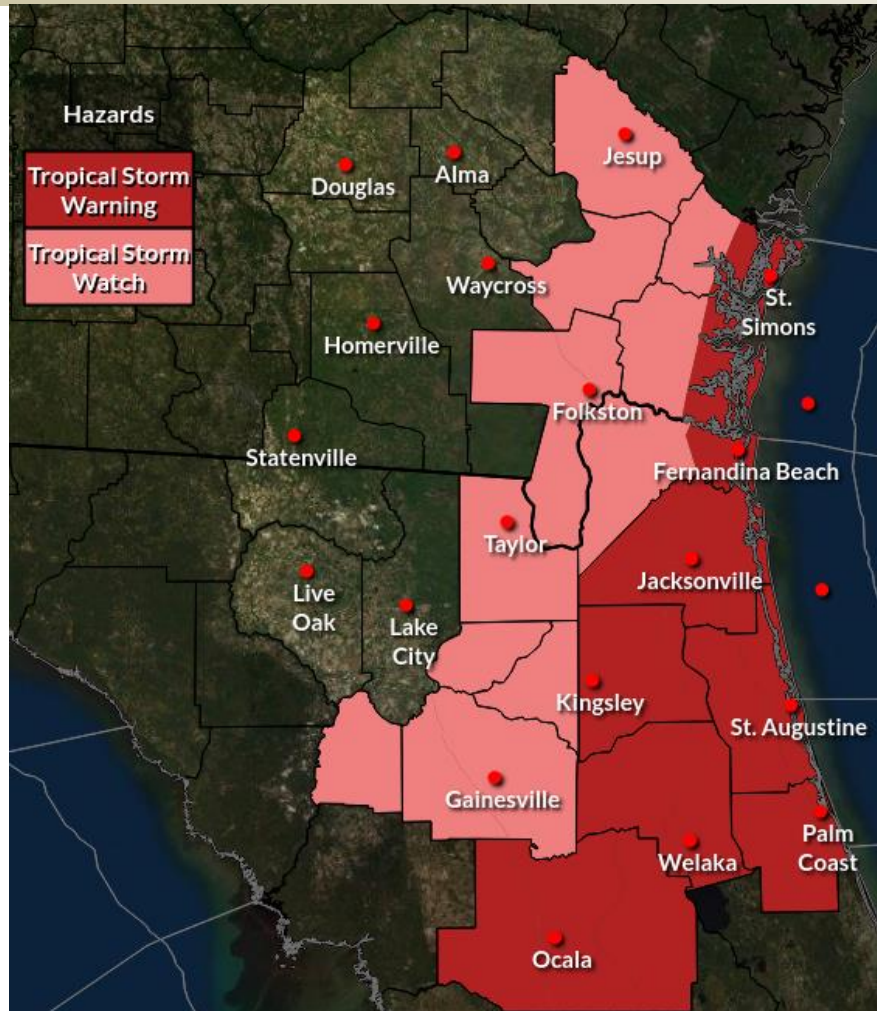 Hazards
Tropical Storm
Warning
Tropical Storm
Watch
Jesup
Douglas
Alma
Waycross
St.
Simons
Homerville
Folkston
Statenville
Fernandina Beach
Taylor
Jacksonville
Live
Oak
Lake
City
Kingsley
St. Augustine
Gainesville
Palm
Coast
Welaka
Ocala